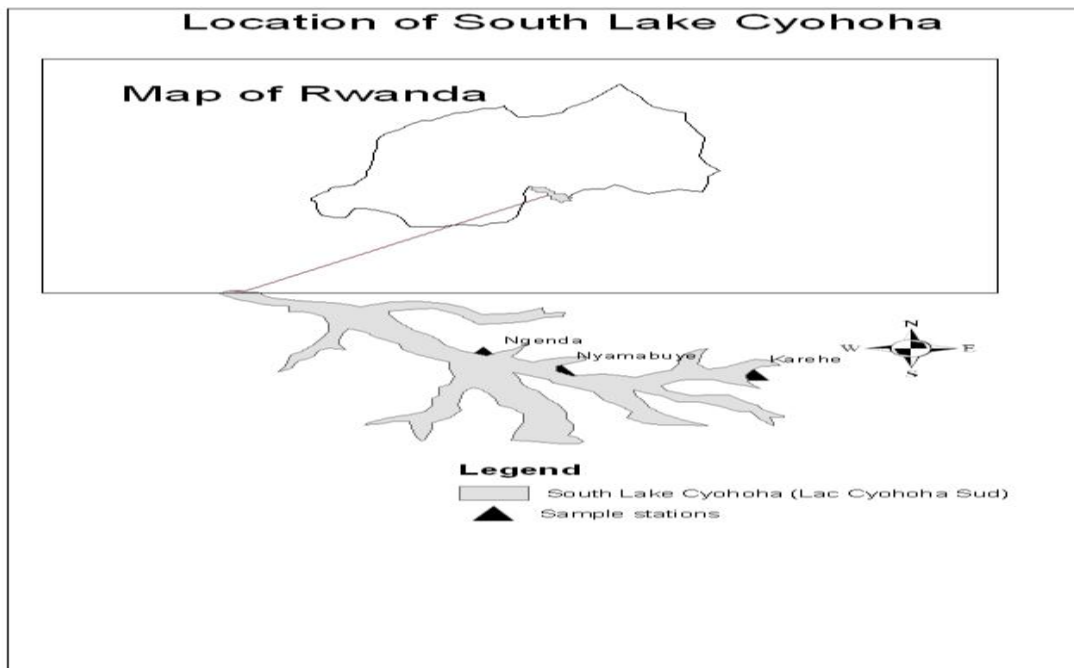 Location of South Lake Cyohoha
Map of Rwanda
Ngenda
Nyamabuye
Karehe
N
W E
S
Legend
South Lake Cyohoha (Lac Cyohoha Sud)
Sample stations